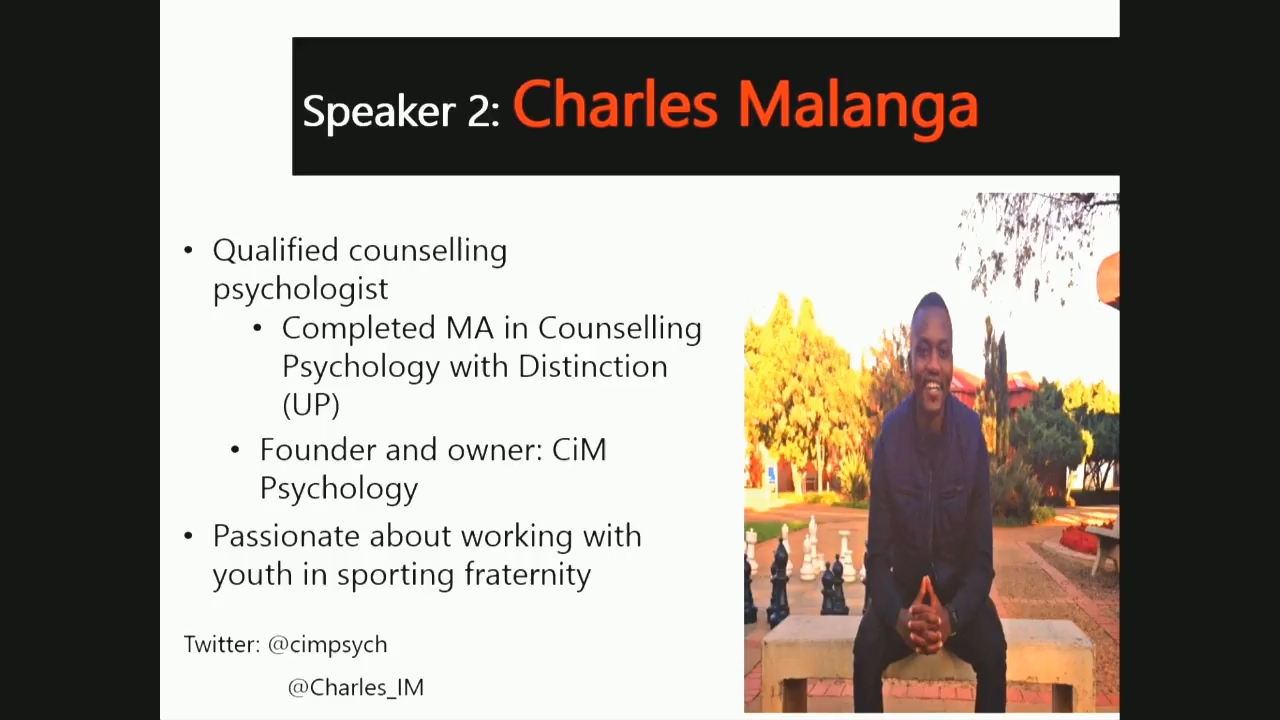 Speaker 2: Charles Malanga
• Qualified counselling
psychologist
• Completed MA in Counselling
Psychology with Distinction
(UP)
• Founder and owner: CiM
Psychology
• Passionate about working with
youth in sporting fraternity
Twitter: @cimpsych
@Charles_IM